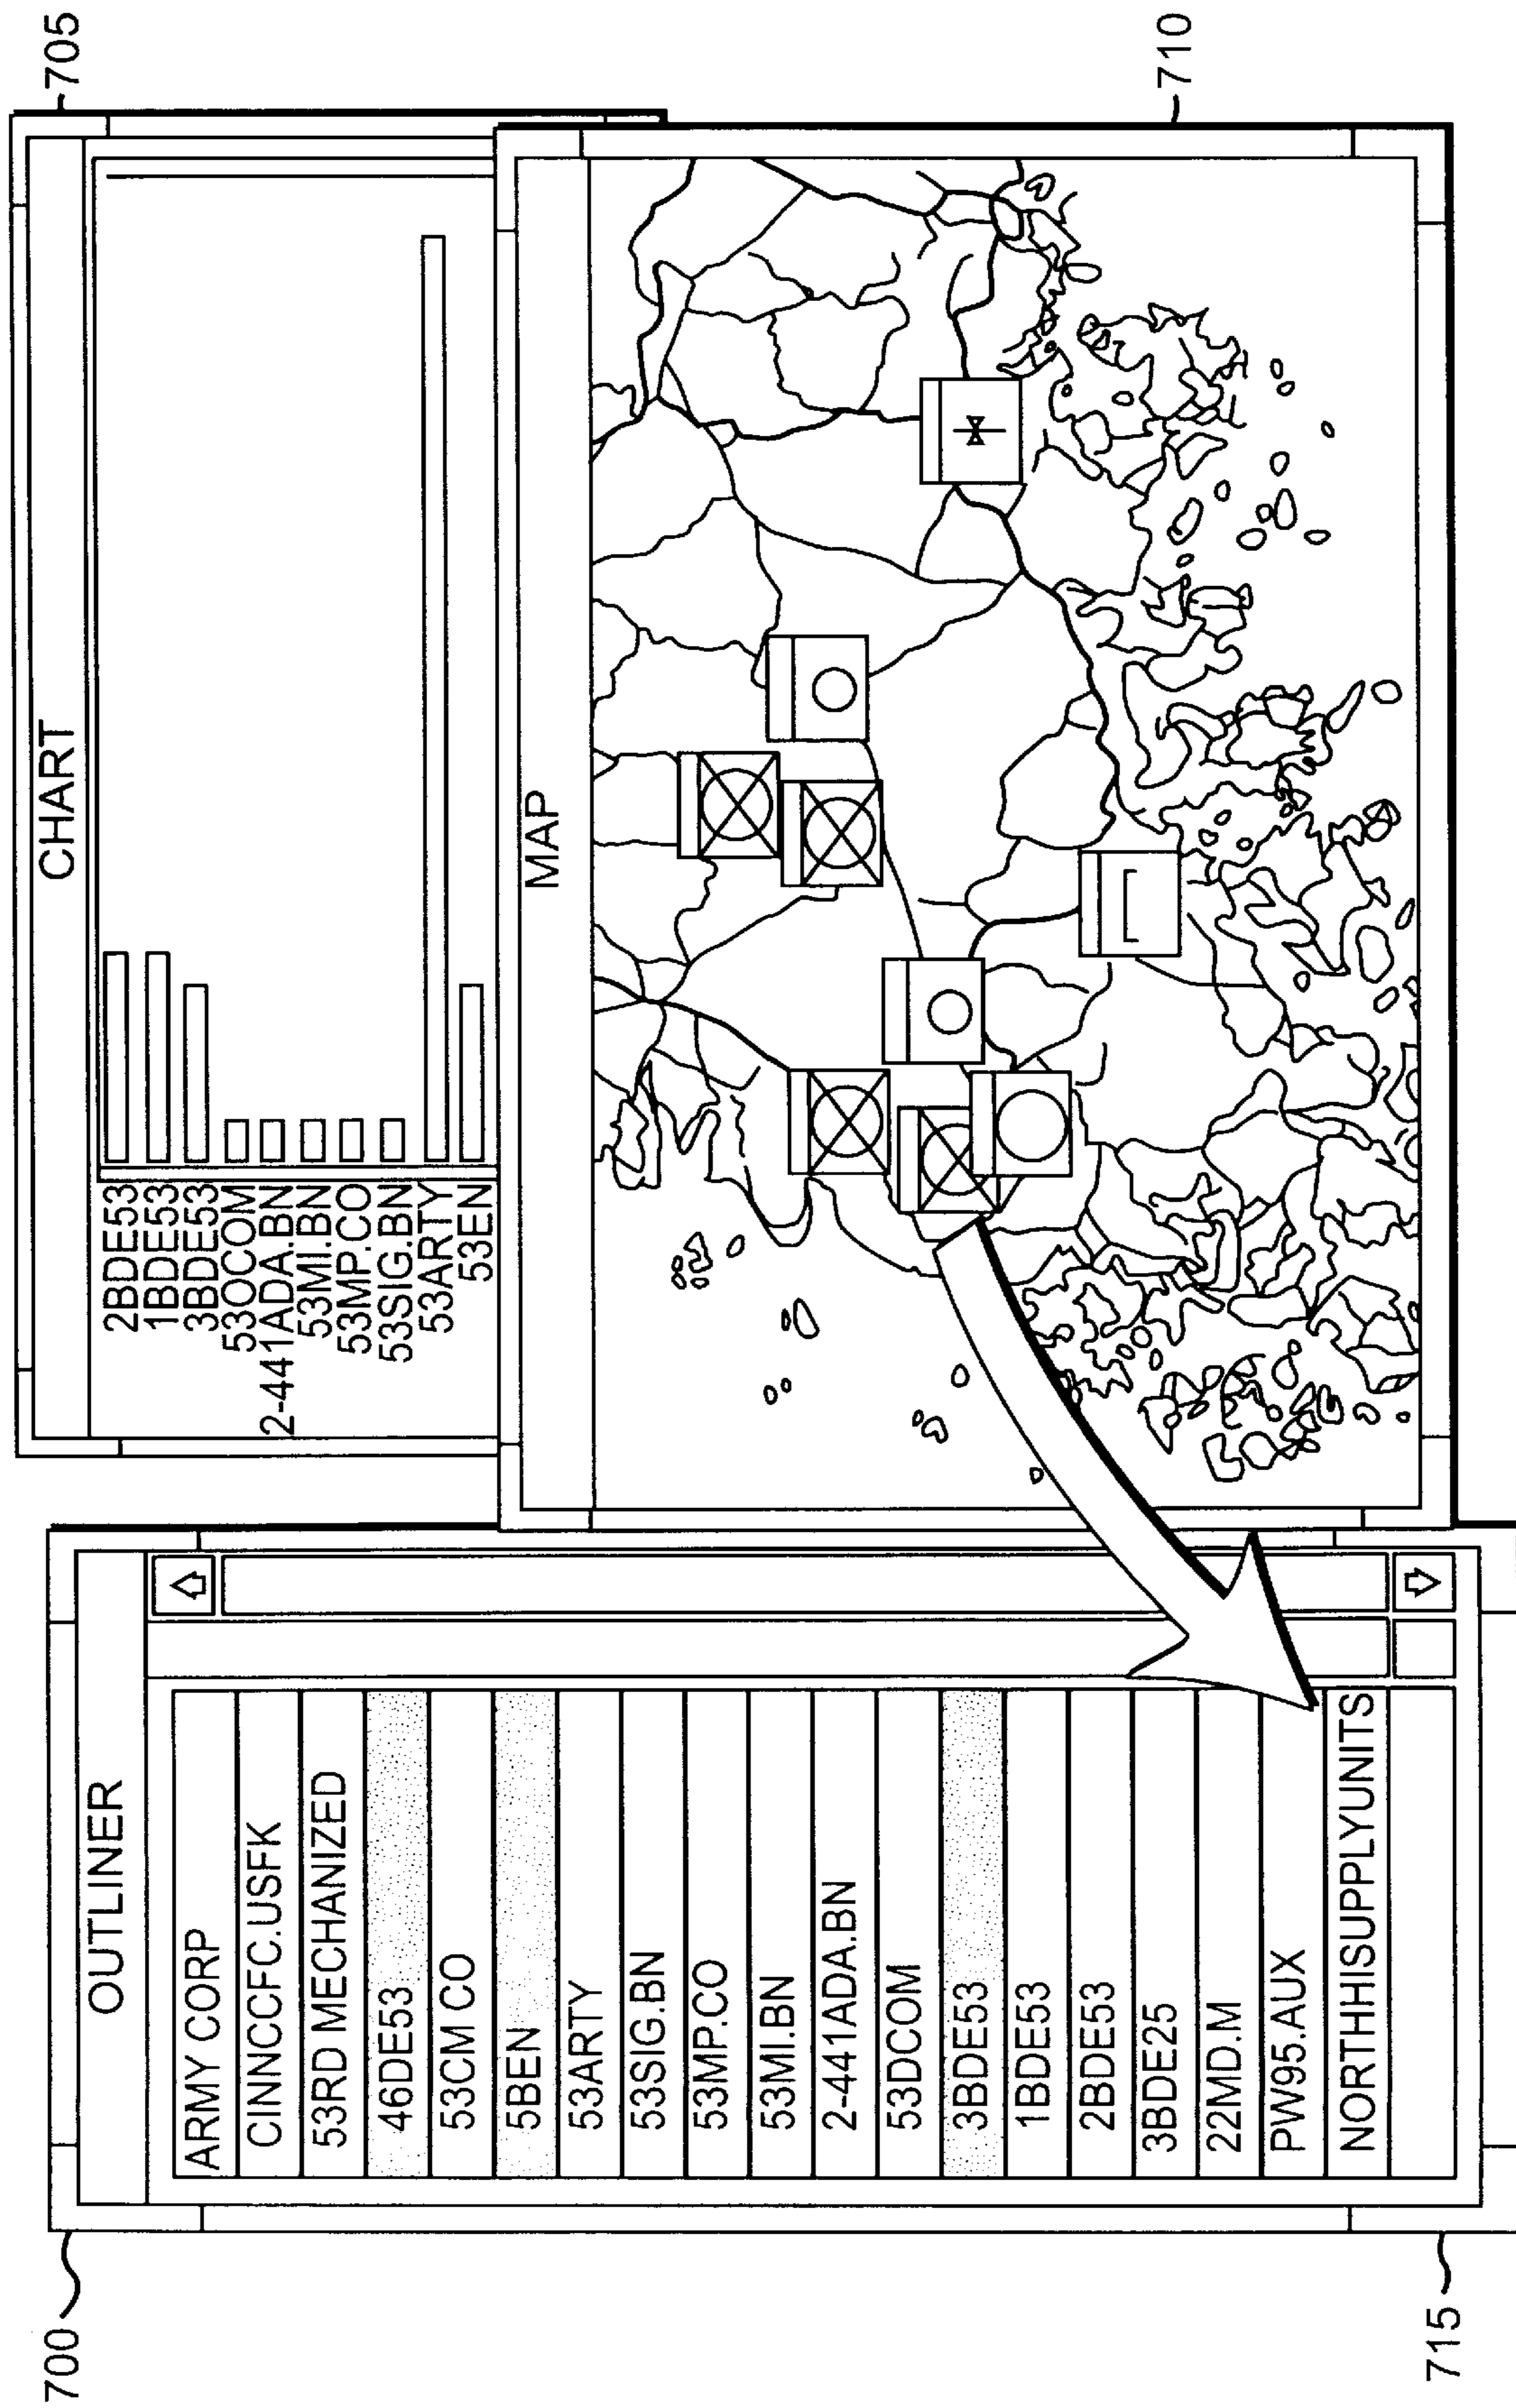 700
OUTLINER
ARMY CORP
CINNCCFC.USFK
53RD MECHANIZED
46DE53
53CM CO
5BEN
53ARTY
53SIG.BN
53MP.CO
53MI.BN
2-441ADA.BN
53DCOM
3BDE53
1BDE53
2BDE53
3BDE25
22MD.M
PW95.AUX
NORTHHISUPPLYUNITS
715
CHART
705
2BDE53
1BDE53
3BDE53
53OCOM
2-441ADA.BN
53MI.BN
53MP.CO
53SIG.BN
53ARTY
53EN
MAP
710